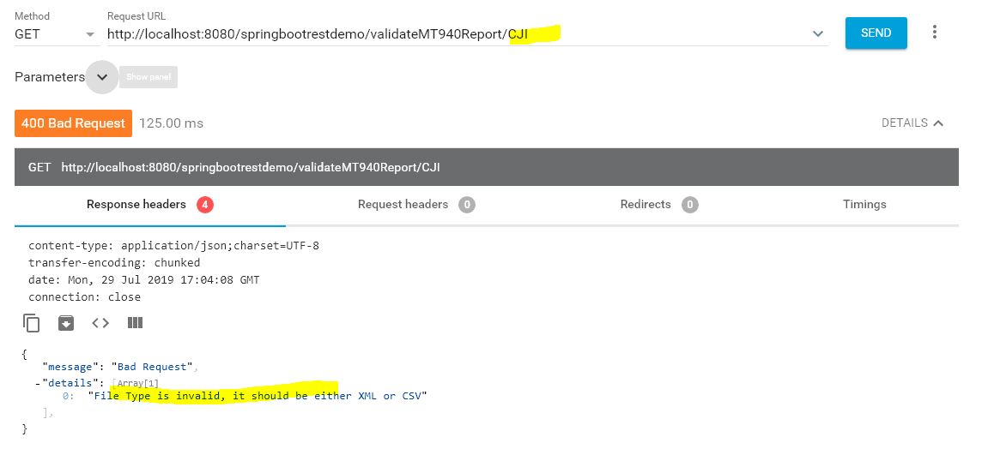 Method
Request URL
GET
http://localhost:8080/springbootrestdemo/validateMT940Report/CJI
SEND
Parameters
Show panel
400 Bad Request
125.00 ms
DETAILS
GET http://localhost:8080/springbootrestdemo/validateMT940Report/CJI
Response headers 4
Request headers 0
Redirects 0
Timings
content-type: application/json;charset=UTF-8
transfer-encoding: chunked
date: Mon, 29 Jul 2019 17:04:08 GMT
connection: close
{
"message": "Bad Request",
-"details": [Array[1]
0: "File Type is invalid, it should be either XML or CSV"
],
}